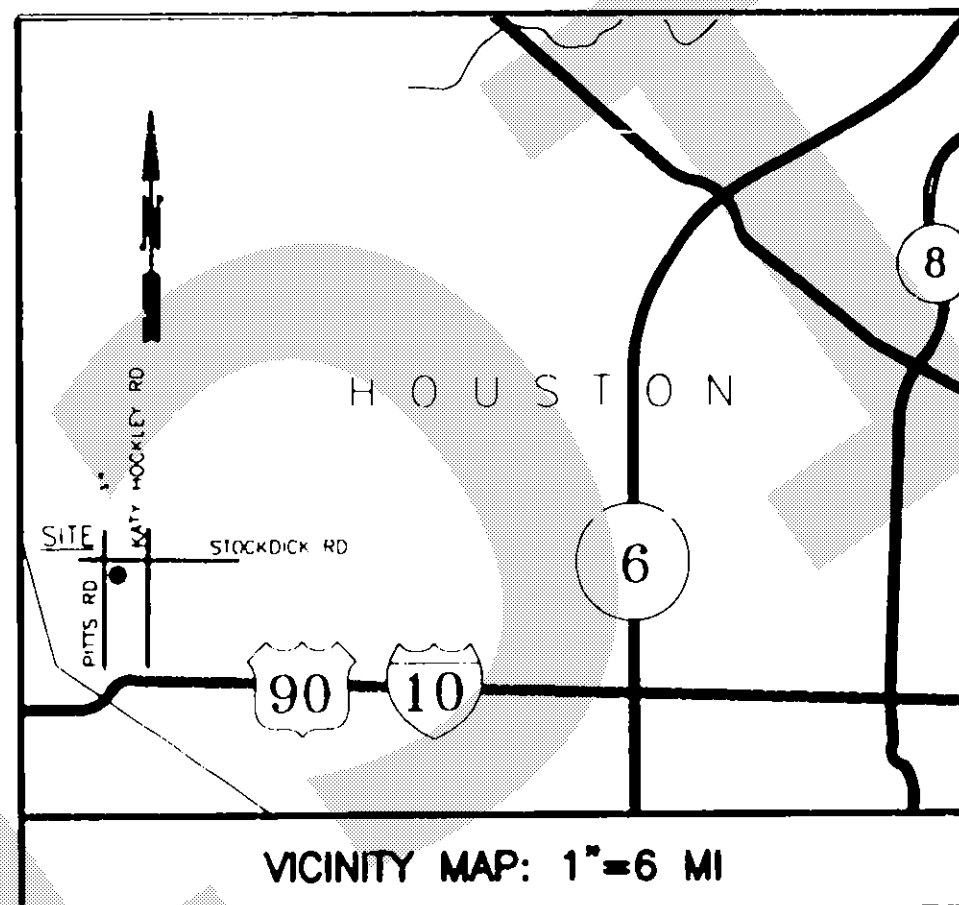 N
8
HOUSTON
KATY HOCKLEY RD
SITE
STOCKDICK RD
6
PITTS RD
90
10
VICINITY MAP: 1"=6 MI